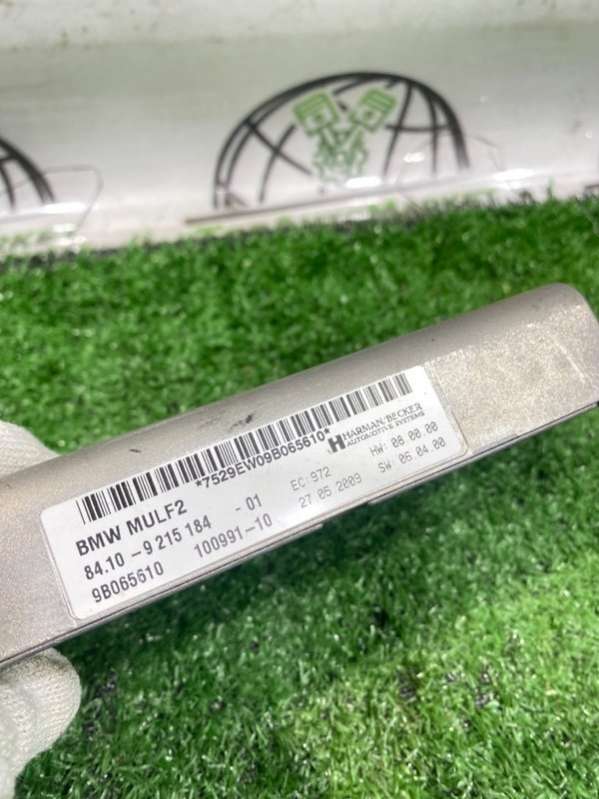 *7529EW09B065610*
HARMAN/BECKER
AUTOMOTIVE SYSTEMS
BMW MULF2
84.10 - 9 215 184 - 01
EC: 972
HW: 08 00 00
9B065610 100991-10
27 05 2009
SW: 06 04 00